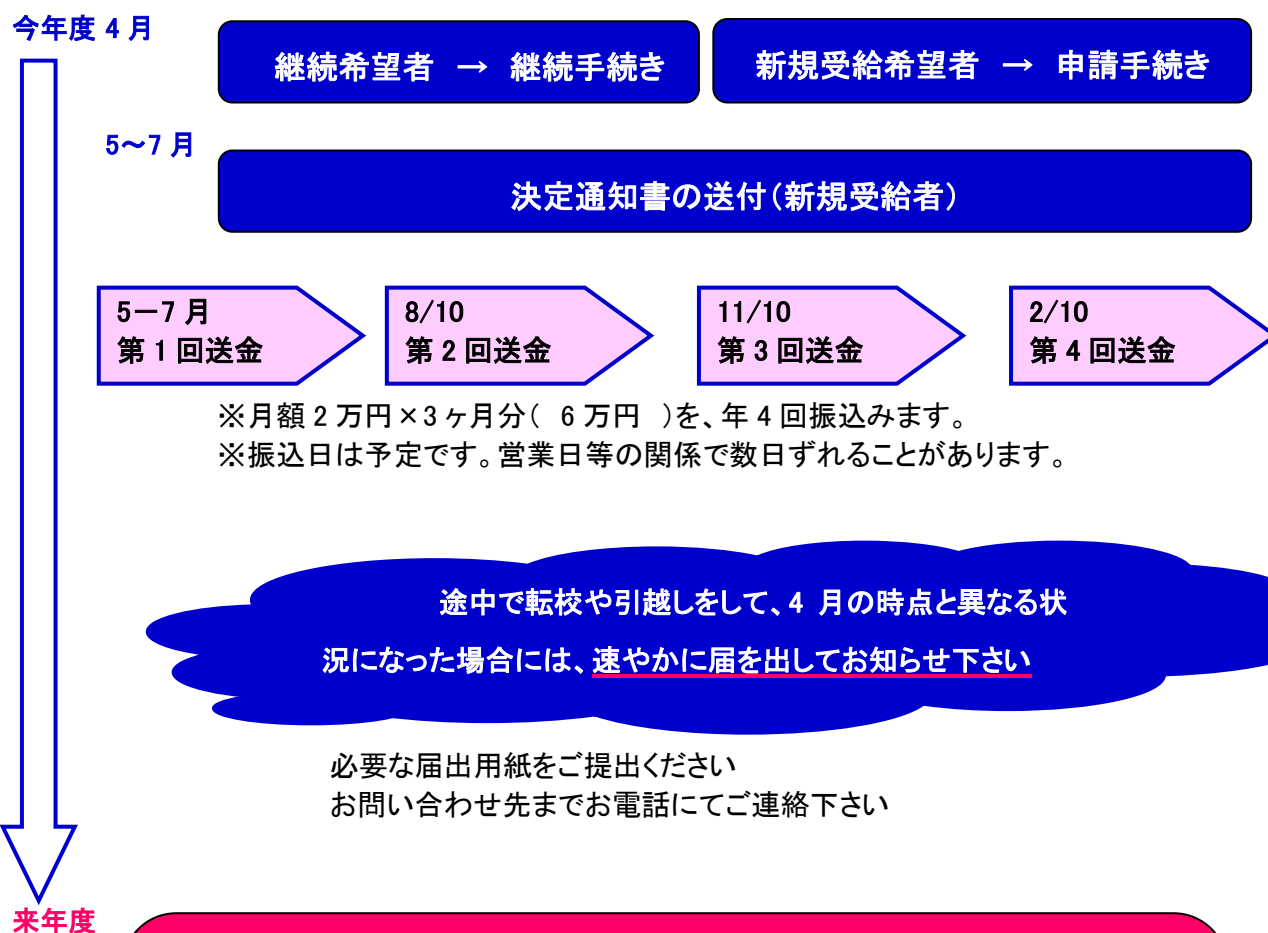 今年度 4 月
継続希望者 → 継続手続き
新規受給希望者 → 申請手続き
5～7 月
決定通知書の送付（新規受給者）
5－7 月
第 1 回送金
8/10
第 2 回送金
11/10
第 3 回送金
2/10
第 4 回送金
※月額 2 万円×3 ヶ月分（ 6 万円 ）を、年 4 回振込みます。
※振込日は予定です。営業日等の関係で数日ずれることがあります。
途中で転校や引越しをして、4 月の時点と異なる状
況になった場合には、速やかに届を出してお知らせ下さい
必要な届出用紙をご提出ください
お問い合わせ先までお電話にてご連絡下さい
来年度